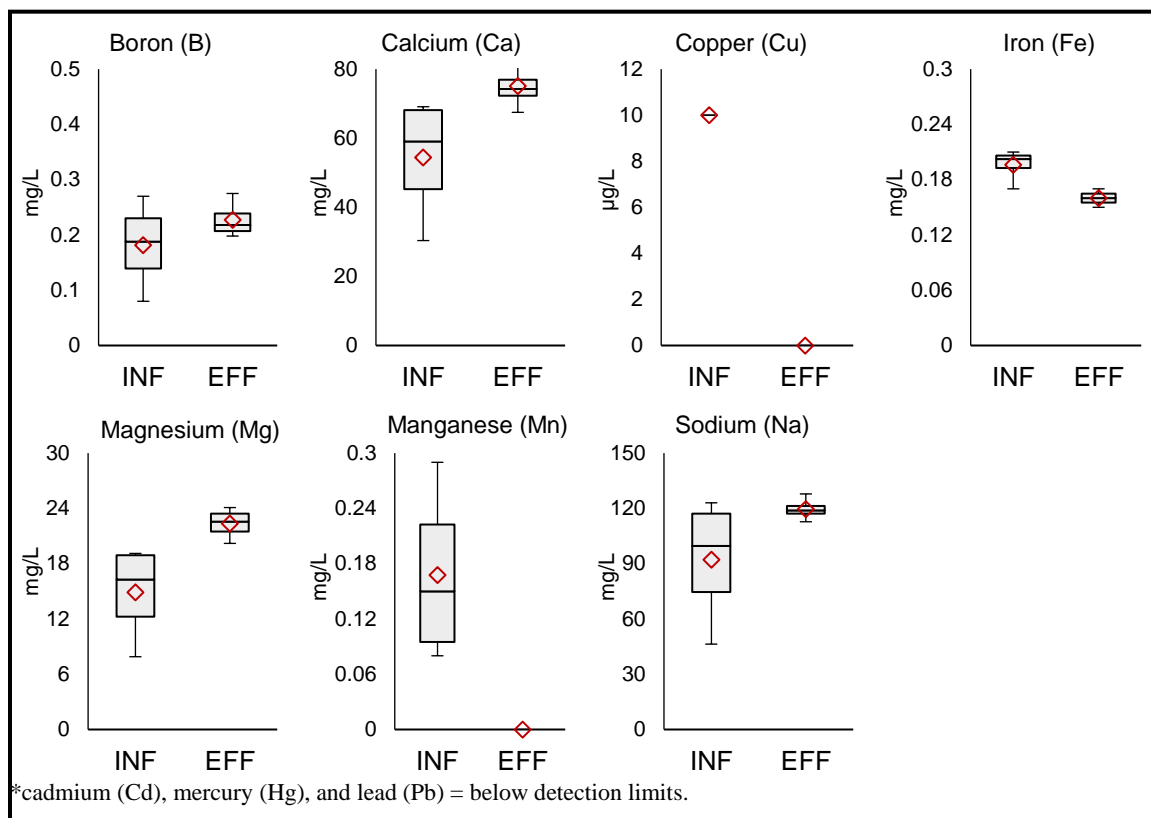 Boron (B)
0.5
0.4
0.3
0.2
0.1
0
mg/L
INF EFF
Calcium (Ca)
80
60
40
20
0
mg/L
INF EFF
Copper (Cu)
12
10
8
6
4
2
0
µg/L
INF EFF
Iron (Fe)
0.3
0.24
0.18
0.12
0.06
0
mg/L
INF EFF
Magnesium (Mg)
30
24
18
12
6
0
mg/L
INF EFF
Manganese (Mn)
0.3
0.24
0.18
0.12
0.06
0
mg/L
INF EFF
Sodium (Na)
150
120
90
60
30
0
mg/L
INF EFF
*cadmium (Cd), mercury (Hg), and lead (Pb) = below detection limits.